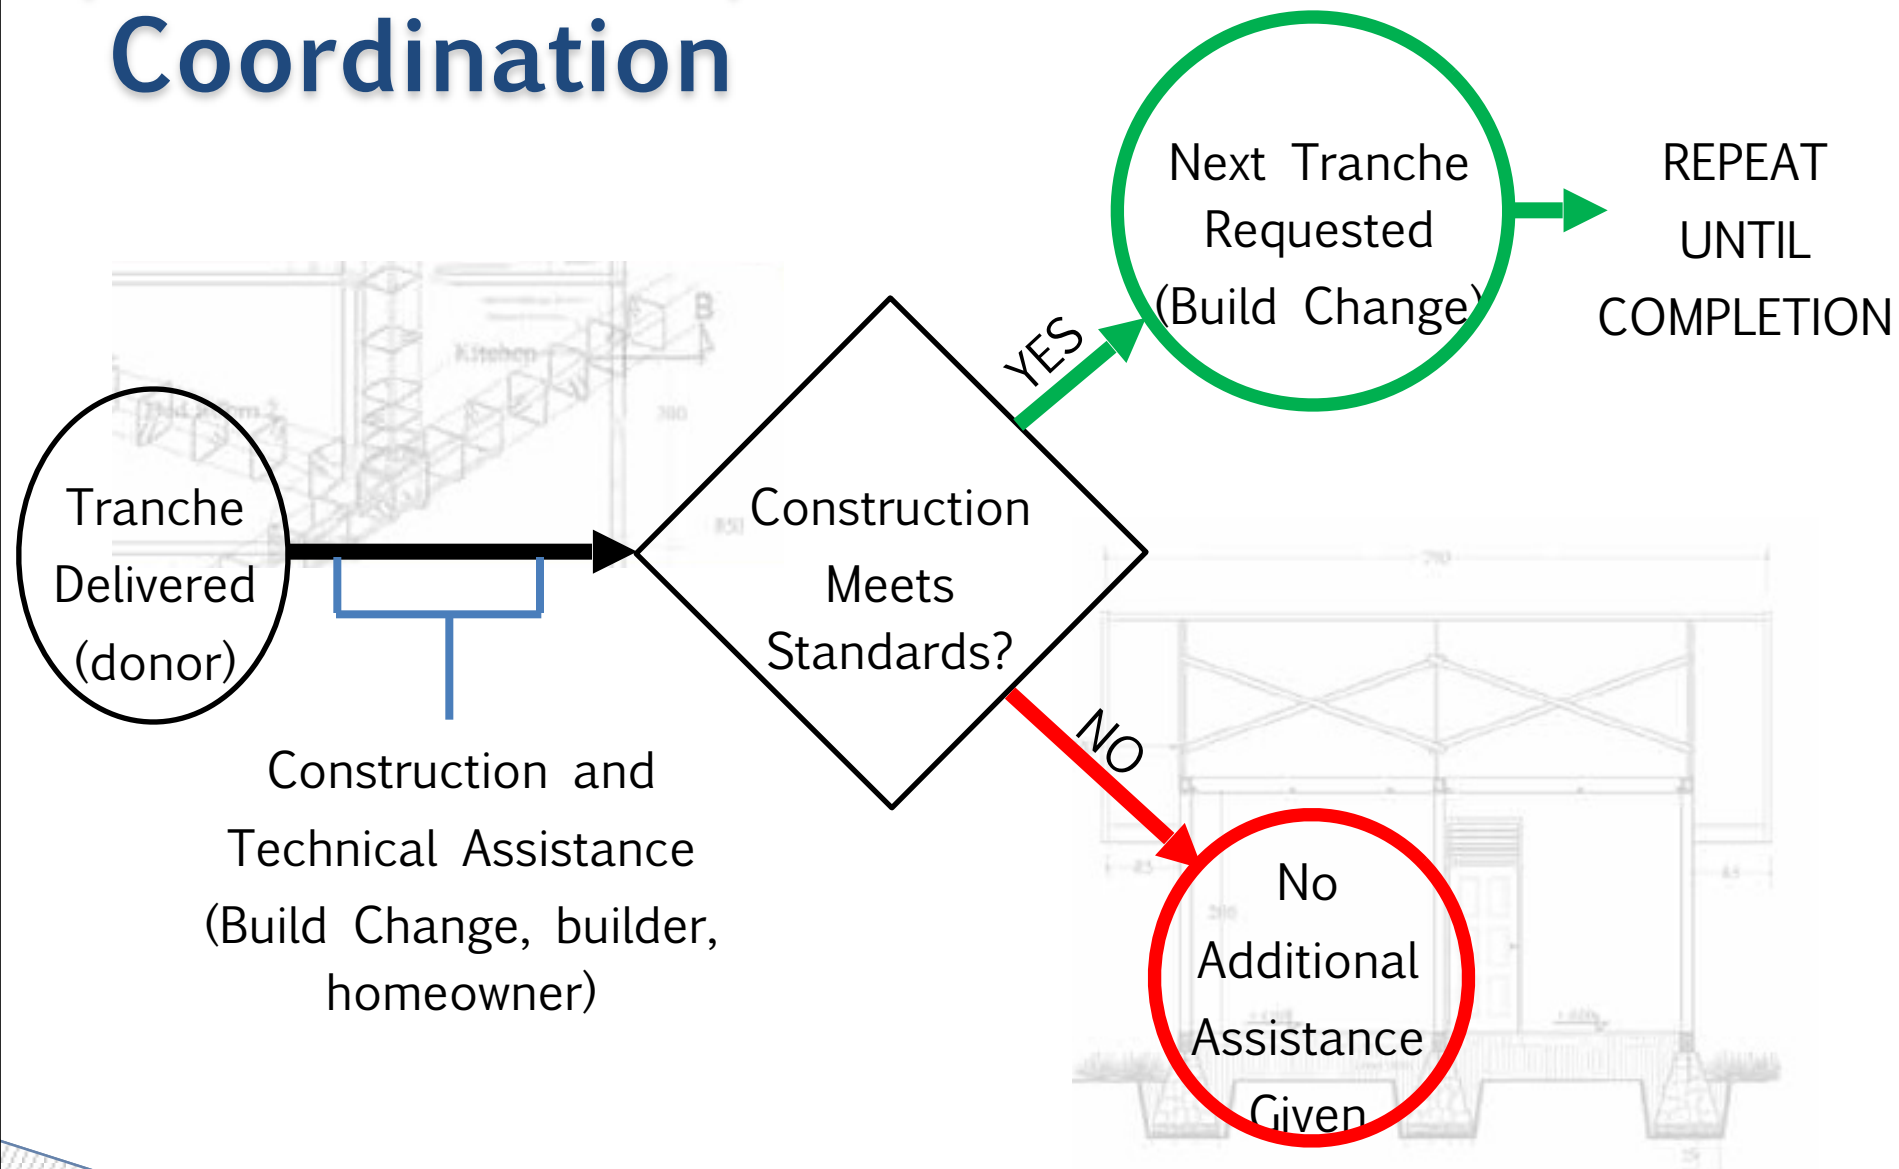 Coordination
Next Tranche
Requested
(Build Change)
REPEAT
UNTIL
COMPLETION
YES
Kitchen
B
Tranche
Delivered
(donor)
Construction
Meets
Standards?
NO
Construction and
Technical Assistance
(Build Change, builder,
homeowner)
No
Additional
Assistance
Given